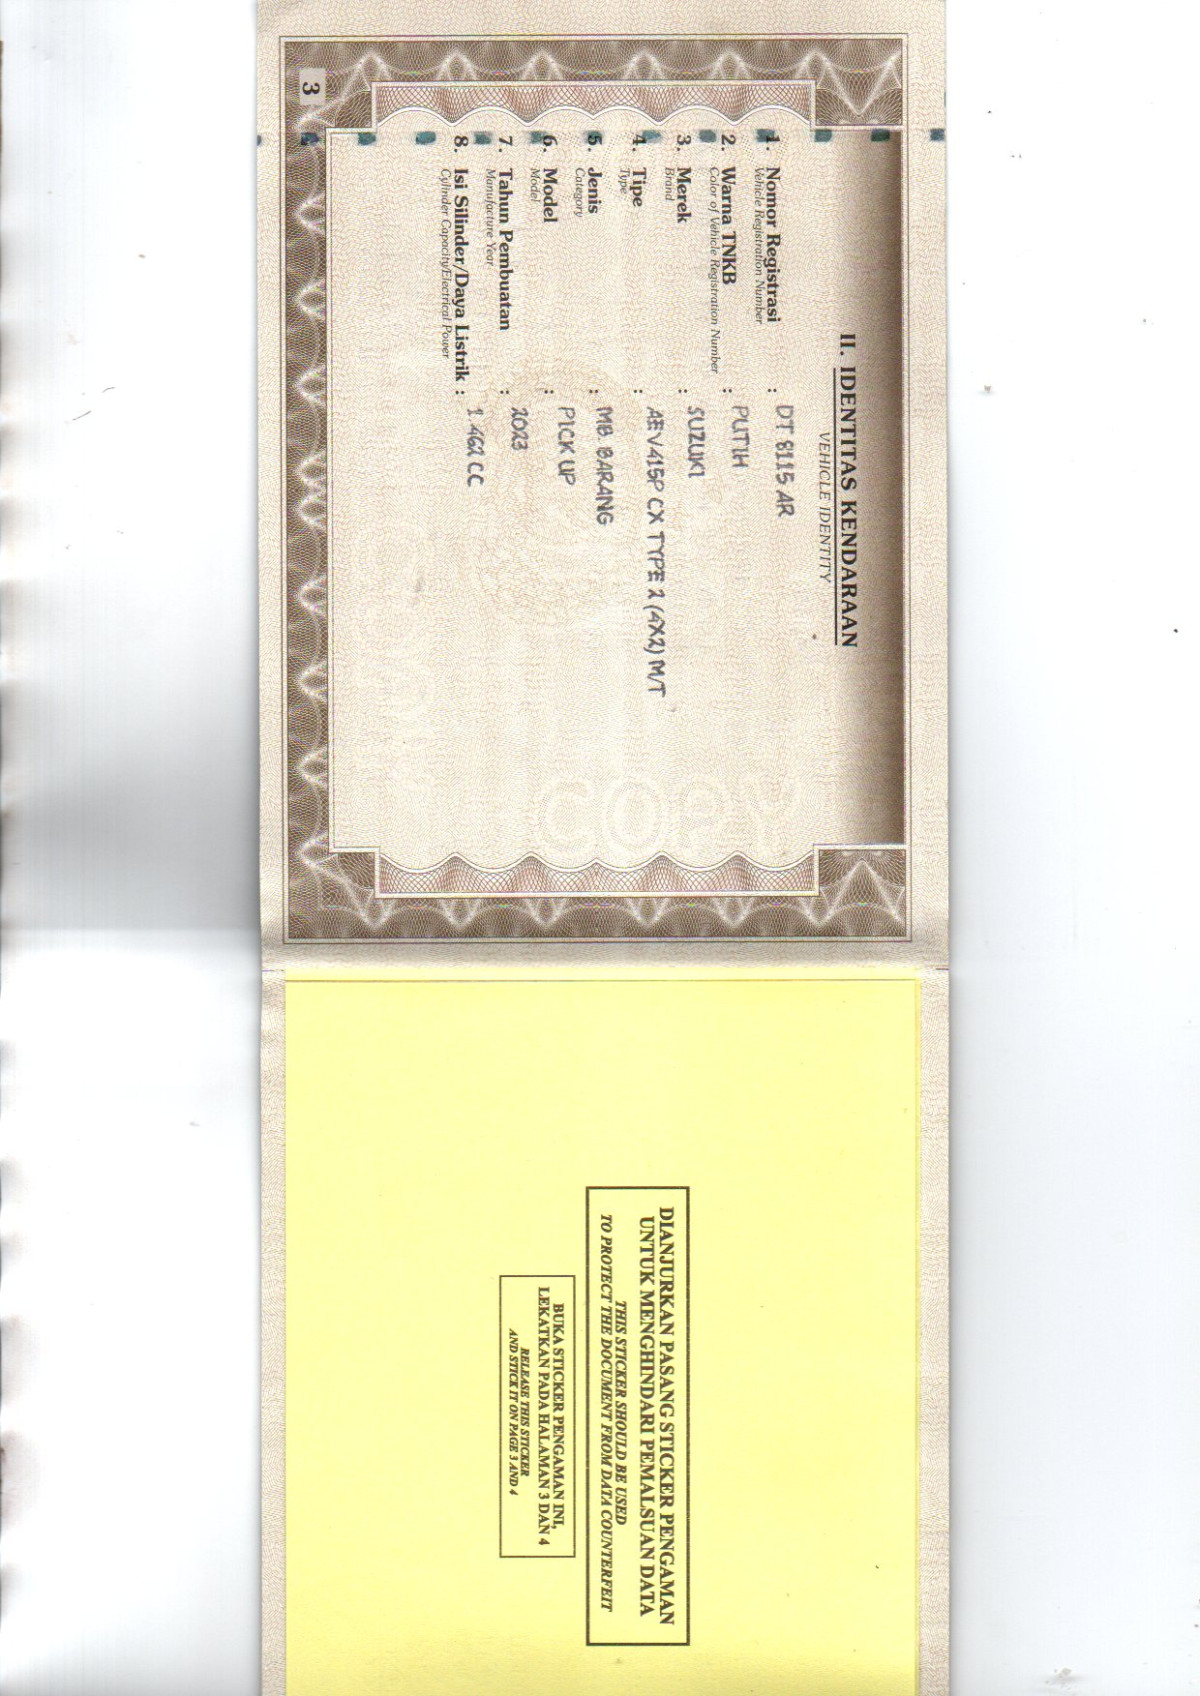 II. IDENTITAS KENDARAAN
VEHICLE IDENTITY
1. Nomor Registrasi : DT 8115 AR
Vehicle Registration Number
2. Warna TNKB : PUTIH
Color of Vehicle Registration Number
3. Merek : SUZUKI
Brand
4. Tipe : AEV415P CX TYPE 2 (4X2) M/T
Type
5. Jenis : MB. BARANG
Category
6. Model : PICK UP
Model
7. Tahun Pembuatan : 2023
Manufacture Year
8. Isi Silinder/Daya Listrik : 1.462 CC
Cylinder Capacity/Electrical Power
COPY
3
DIANJURKAN PASANG STICKER PENGAMAN
UNTUK MENGHINDARI PEMALSUAN DATA
THIS STICKER SHOULD BE USED
TO PROTECT THE DOCUMENT FROM DATA COUNTERFEIT
BUKA STICKER PENGAMAN INI,
LEKATKAN PADA HALAMAN 3 DAN 4
RELEASE THIS STICKER
AND STICK IT ON PAGE 3 AND 4